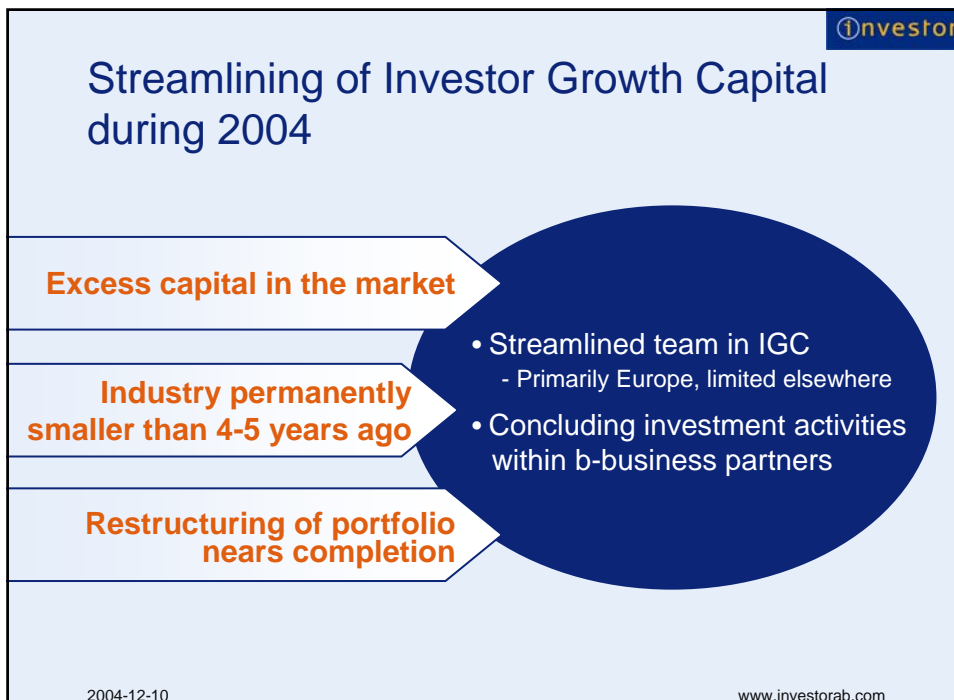 investor
Streamlining of Investor Growth Capital
during 2004
Excess capital in the market
Industry permanently
smaller than 4-5 years ago
Restructuring of portfolio
nears completion
• Streamlined team in IGC
- Primarily Europe, limited elsewhere
• Concluding investment activities
within b-business partners
2004-12-10
www.investorab.com